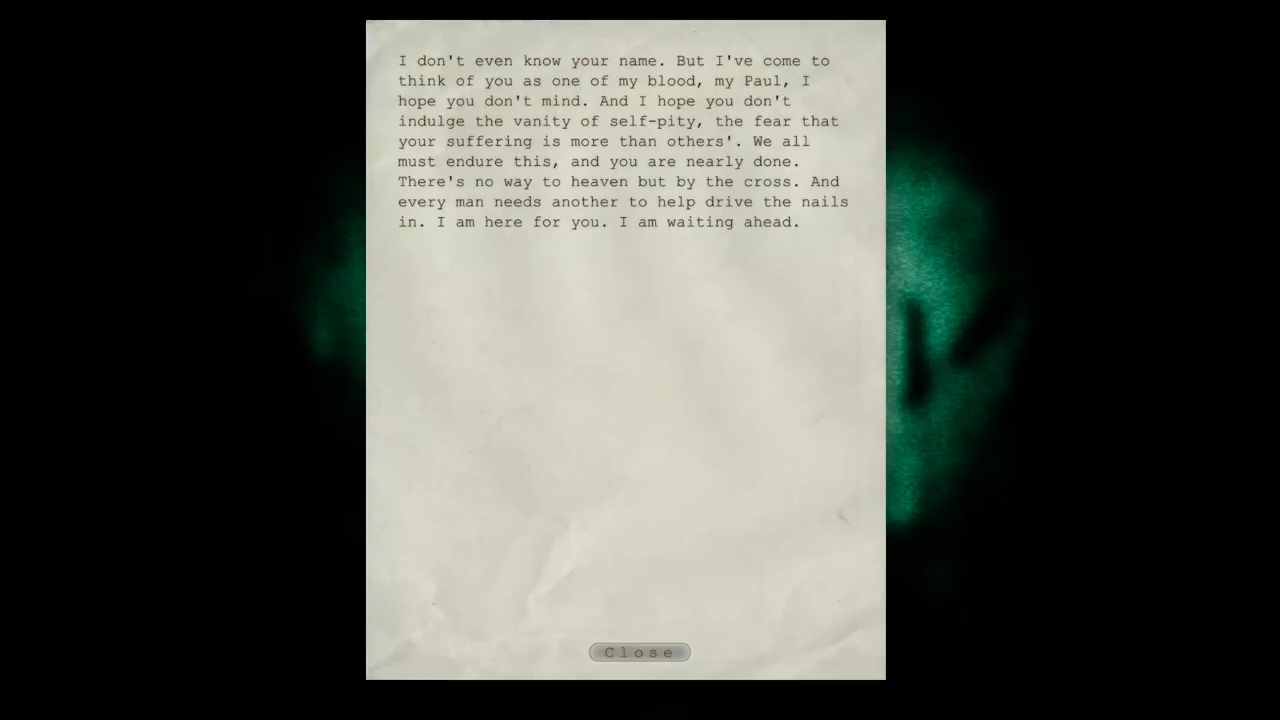 I don't even know your name. But I've come to
think of you as one of my blood, my Paul, I
hope you don't mind. And I hope you don't
indulge the vanity of self-pity, the fear that
your suffering is more than others'. We all
must endure this, and you are nearly done.
There's no way to heaven but by the cross. And
every man needs another to help drive the nails
in. I am here for you. I am waiting ahead.
Close